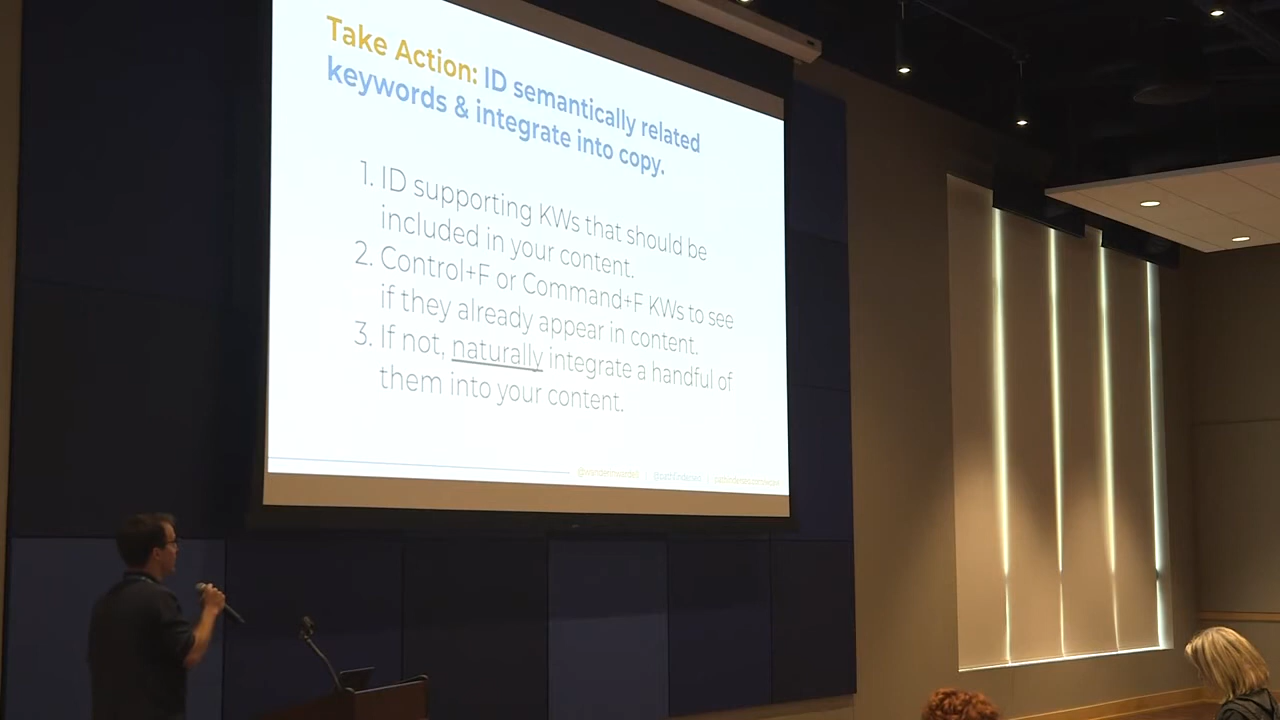 Take Action: ID semantically related
keywords & integrate into copy.
1. ID supporting KWs that should be
included in your content.
2. Control+F or Command+F KWs to see
if they already appear in content.
3. If not, naturally integrate a handful of
them into your content.